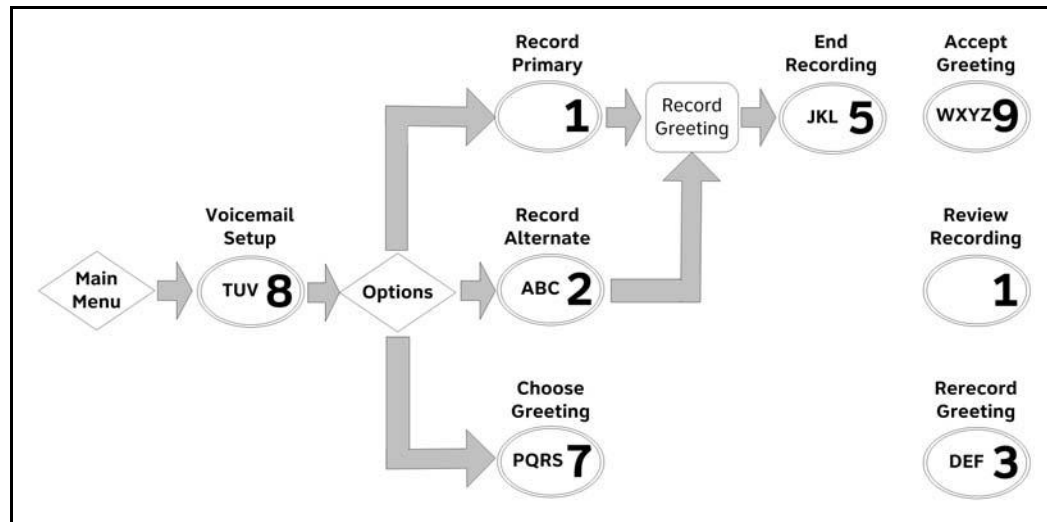 Record
Primary
1
Record
Greeting
End
Recording
JKL 5
Accept
Greeting
WXYZ 9
Main
Menu
Voicemail
Setup
TUV 8
Options
Record
Alternate
ABC 2
Review
Recording
1
Choose
Greeting
PQRS 7
Rerecord
Greeting
DEF 3